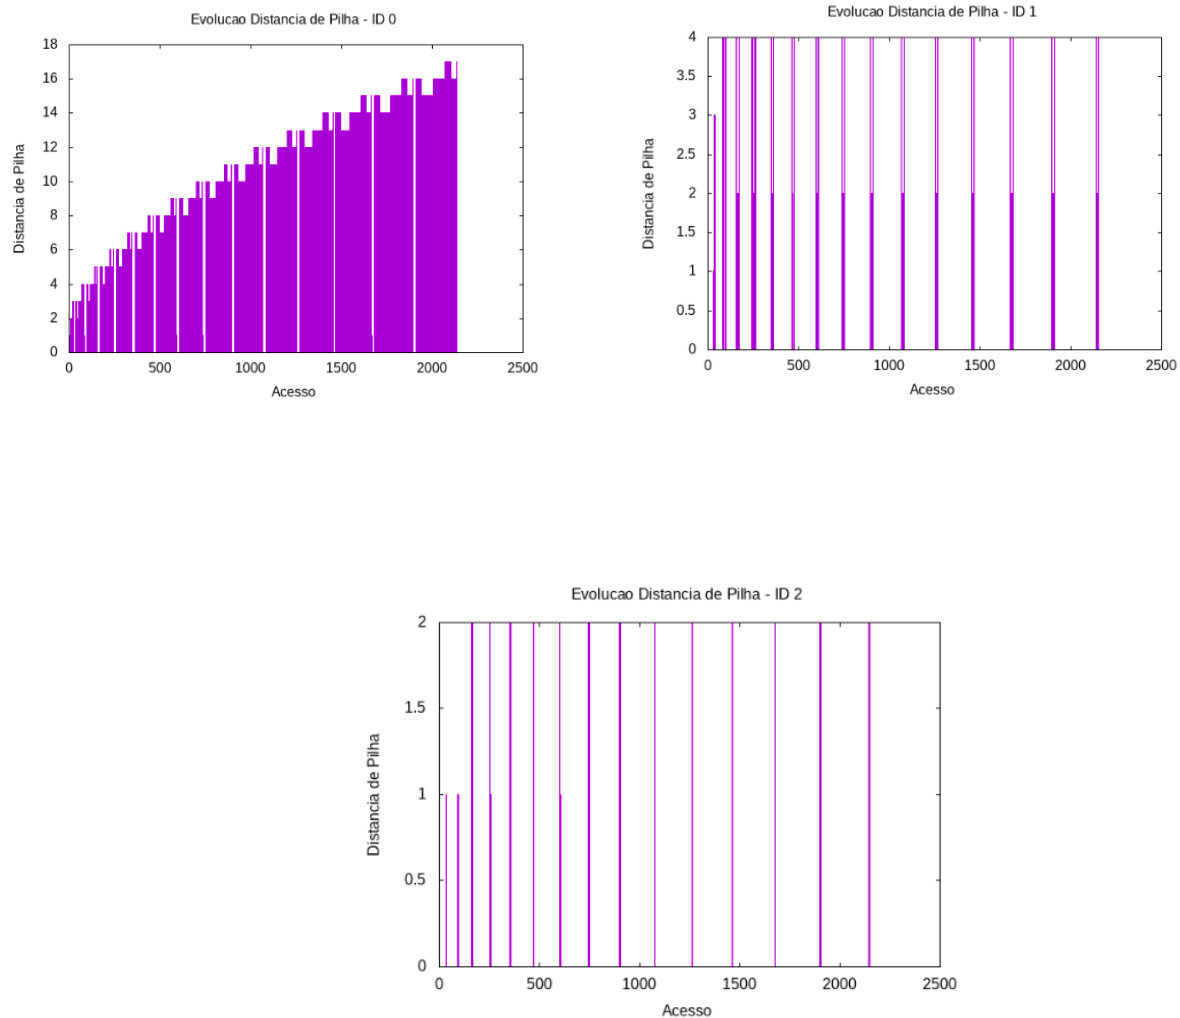 Evolucao Distancia de Pilha - ID 0
18
16
14
12
10
8
6
4
2
0
0 500 1000 1500 2000 2500
Distancia de Pilha
Acesso
Evolucao Distancia de Pilha - ID 1
4
3.5
3
2.5
2
1.5
1
0.5
0
0 500 1000 1500 2000 2500
Distancia de Pilha
Acesso
Evolucao Distancia de Pilha - ID 2
2
1.5
1
0.5
0
0 500 1000 1500 2000 2500
Distancia de Pilha
Acesso